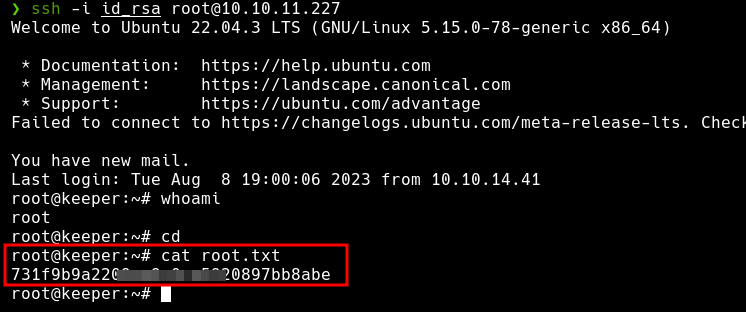 ❯ ssh -i id_rsa root@10.10.11.227
Welcome to Ubuntu 22.04.3 LTS (GNU/Linux 5.15.0-78-generic x86_64)
* Documentation:  https://help.ubuntu.com
* Management:     https://landscape.canonical.com
* Support:        https://ubuntu.com/advantage
Failed to connect to https://changelogs.ubuntu.com/meta-release-lts. Check
You have new mail.
Last login: Tue Aug  8 19:00:06 2023 from 10.10.14.41
root@keeper:~# whoami
root
root@keeper:~# cd
root@keeper:~# cat root.txt
root@keeper:~#